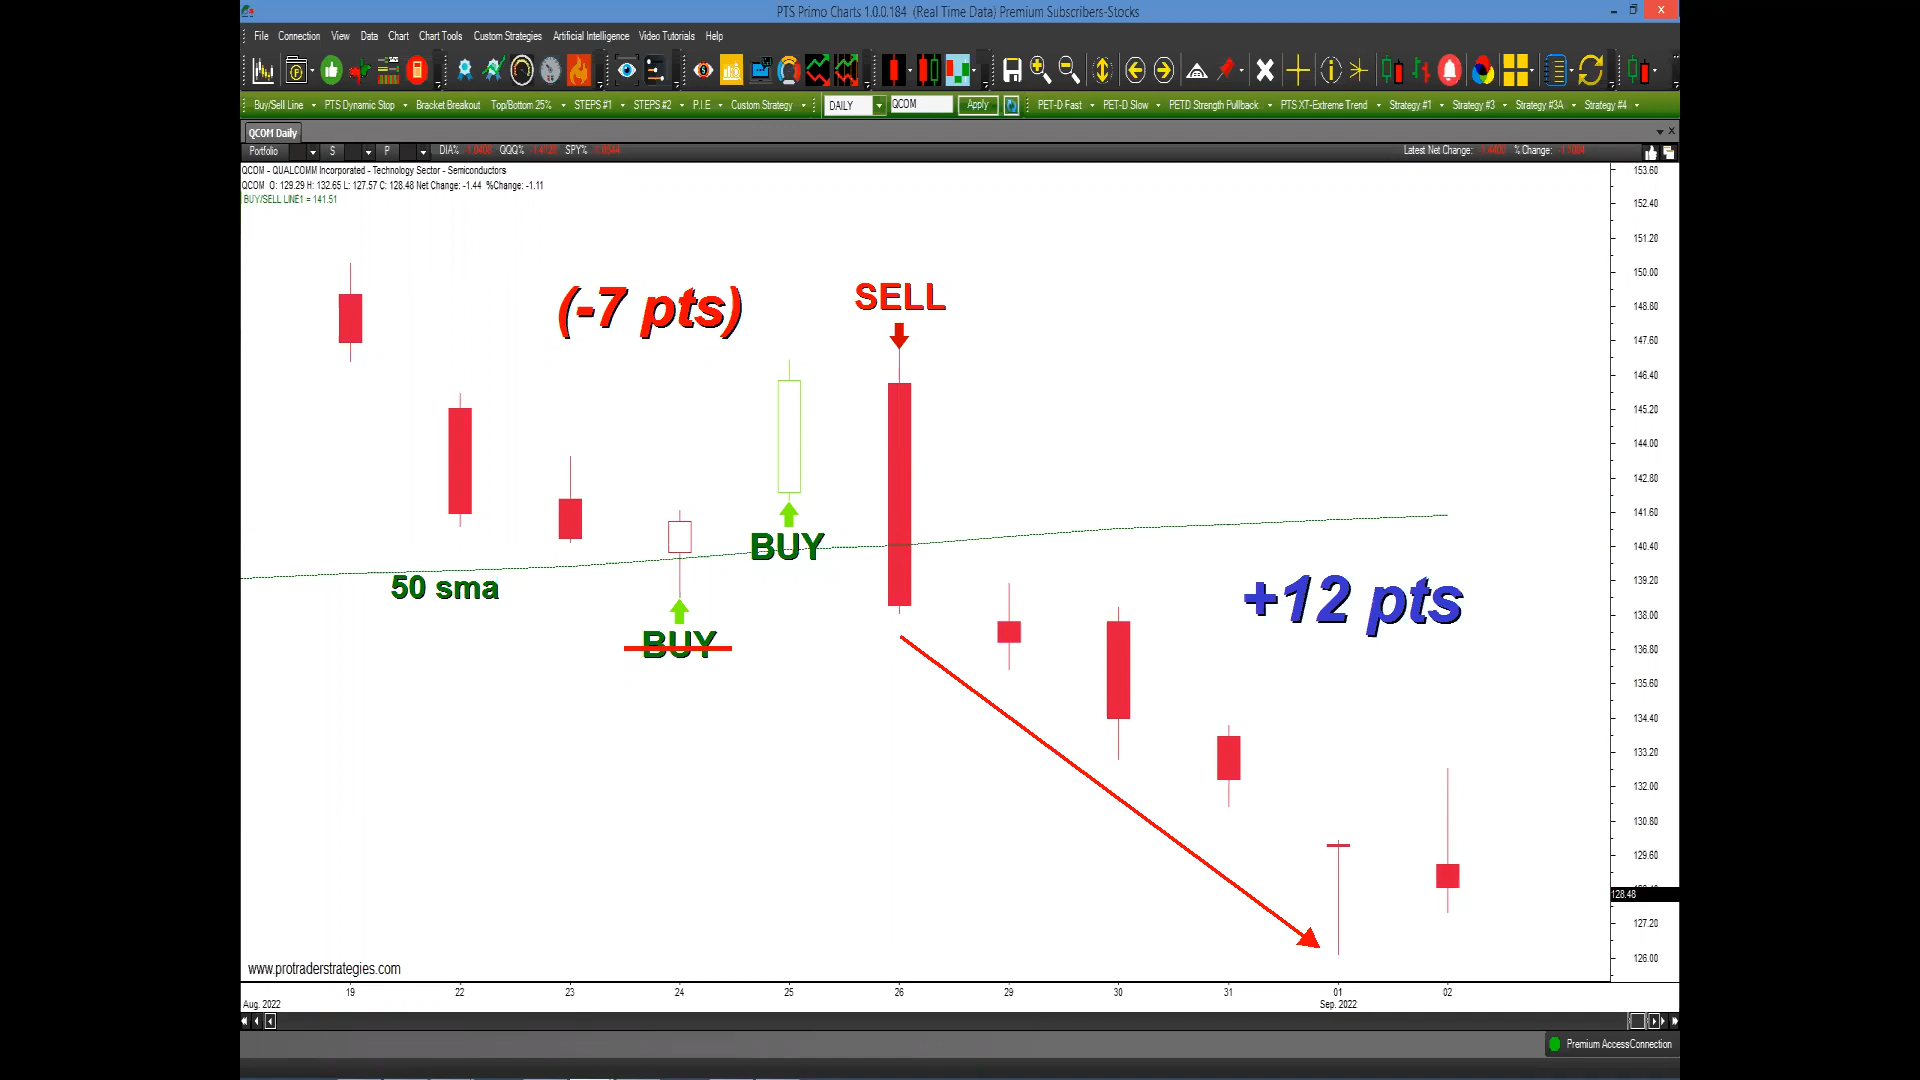 PTS Primo Charts 1.0.0.184 (Real Time Data) Premium Subscribers-Stocks
File Connection View Data Chart Chart Tools Custom Strategies Artificial Intelligence Video Tutorials Help
Buy/Sell Line PTS Dynamic Stop Bracket Breakout Top/Bottom 25% STEPS #1 STEPS #2 P.I.E Custom Strategy DAILY QCOM Apply PET-D Fast PET-D Slow PETD Strength Pullback PTS XT-Extreme Trend Strategy #1 Strategy #3 Strategy #3A Strategy #4
QCOM Daily
Portfolio S P DIA% QQQ% SPY% Latest Net Change: % Change:
QCOM - QUALCOMM Incorporated - Technology Sector - Semiconductors
QCOM O: 129.29 H: 132.65 L: 127.57 C: 128.48 Net Change: -1.44 %Change: -1.11
BUY/SELL LINE1 = 141.51
153.60
152.40
151.20
150.00
148.80
147.60
146.40
145.20
144.00
142.80
141.60
140.40
139.20
138.00
136.80
135.60
134.40
133.20
132.00
130.80
129.60
128.48
127.20
126.00
(-7 pts)
SELL
BUY
50 sma
BUY
+12 pts
www.protraderstrategies.com
19 22 23 24 25 26 29 30 31 01 02
Aug. 2022 Sep. 2022
Premium AccessConnection